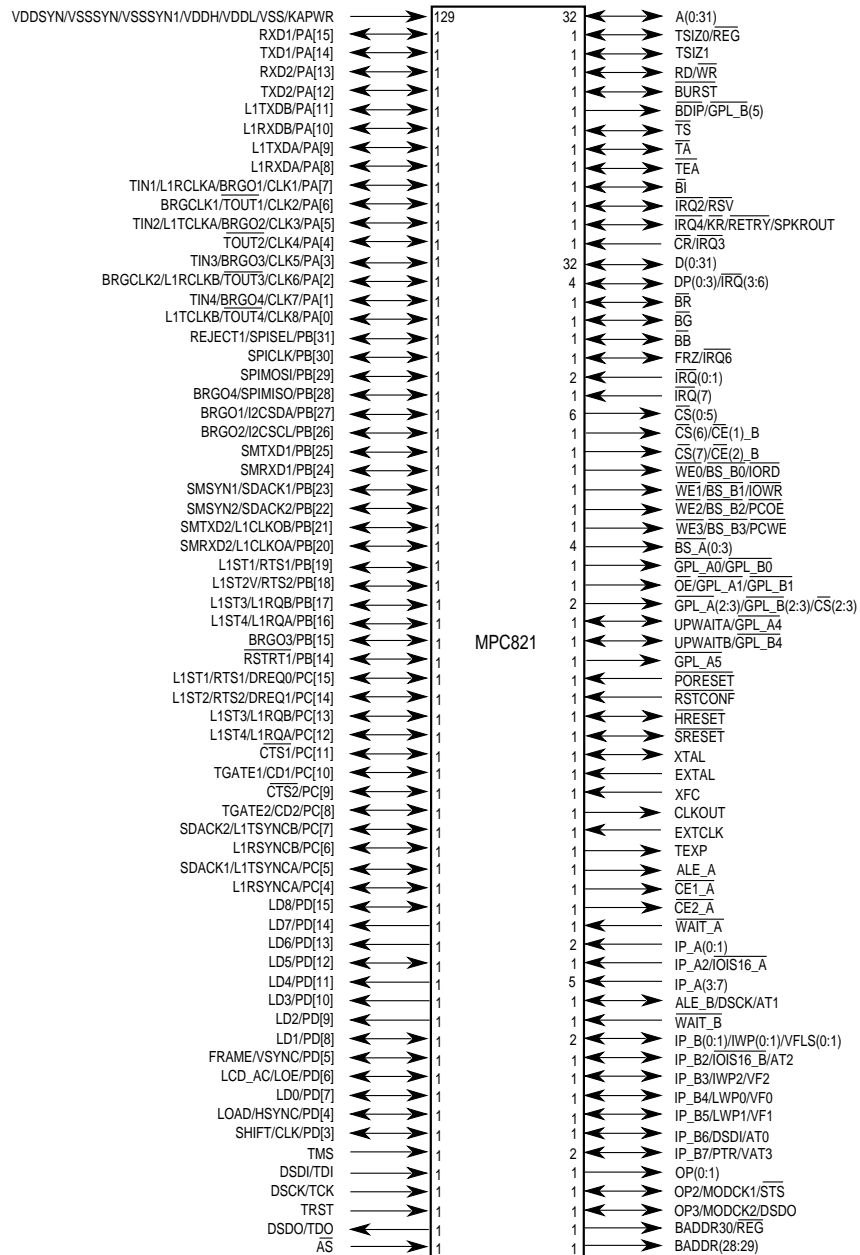 VDDSYN/VSSSYN/VSSSYN1/VDDH/VDDL/VSS/KAPWR 129 32 A(0:31)
RXD1/PA[15] 1 1 TSIZ0/REG
TXD1/PA[14] 1 1 TSIZ1
RXD2/PA[13] 1 1 RD/WR
TXD2/PA[12] 1 1 BURST
L1TXDB/PA[11] 1 1 BDIP/GPL_B(5)
L1RXDB/PA[10] 1 1 TS
L1TXDA/PA[9] 1 1 TA
L1RXDA/PA[8] 1 1 TEA
TIN1/L1RCLKA/BRGO1/CLK1/PA[7] 1 1 BI
BRGCLK1/TOUT1/CLK2/PA[6] 1 1 IRQ2/RSV
TIN2/L1TCLKA/BRGO2/CLK3/PA[5] 1 1 IRQ4/KR/RETRY/SPKROUT
TOUT2/CLK4/PA[4] 1 1 CR/IRQ3
TIN3/BRGO3/CLK5/PA[3] 1 32 D(0:31)
BRGCLK2/L1RCLKB/TOUT3/CLK6/PA[2] 1 4 DP(0:3)/IRQ(3:6)
TIN4/BRGO4/CLK7/PA[1] 1 1 BR
L1TCLKB/TOUT4/CLK8/PA[0] 1 1 BG
REJECT1/SPISEL/PB[31] 1 1 BB
SPICLK/PB[30] 1 1 FRZ/IRQ6
SPIMOSI/PB[29] 1 2 IRQ(0:1)
BRGO4/SPIMISO/PB[28] 1 1 IRQ(7)
BRGO1/I2CSDA/PB[27] 1 6 CS(0:5)
BRGO2/I2CSCL/PB[26] 1 1 CS(6)/CE(1)_B
SMTXD1/PB[25] 1 1 CS(7)/CE(2)_B
SMRXD1/PB[24] 1 1 WE0/BS_B0/IORD
SMSYN1/SDACK1/PB[23] 1 1 WE1/BS_B1/IOWR
SMSYN2/SDACK2/PB[22] 1 1 WE2/BS_B2/PCOE
SMTXD2/L1CLKOB/PB[21] 1 1 WE3/BS_B3/PCWE
SMRXD2/L1CLKOA/PB[20] 1 4 BS_A(0:3)
L1ST1/RTS1/PB[19] 1 1 GPL_A0/GPL_B0
L1ST2V/RTS2/PB[18] 1 1 OE/GPL_A1/GPL_B1
L1ST3/L1RQB/PB[17] 1 2 GPL_A(2:3)/GPL_B(2:3)/CS(2:3)
L1ST4/L1RQA/PB[16] 1 1 UPWAITA/GPL_A4
BRGO3/PB[15] 1 MPC821 1 UPWAITB/GPL_B4
RSTRT1/PB[14] 1 1 GPL_A5
L1ST1/RTS1/DREQ0/PC[15] 1 1 PORESET
L1ST2/RTS2/DREQ1/PC[14] 1 1 RSTCONF
L1ST3/L1RQB/PC[13] 1 1 HRESET
L1ST4/L1RQA/PC[12] 1 1 SRESET
CTS1/PC[11] 1 1 XTAL
TGATE1/CD1/PC[10] 1 1 EXTAL
CTS2/PC[9] 1 1 XFC
TGATE2/CD2/PC[8] 1 1 CLKOUT
SDACK2/L1TSYNCB/PC[7] 1 1 EXTCLK
L1RSYNCB/PC[6] 1 1 TEXP
SDACK1/L1TSYNCA/PC[5] 1 1 ALE_A
L1RSYNCA/PC[4] 1 1 CE1_A
LD8/PD[15] 1 1 CE2_A
LD7/PD[14] 1 1 WAIT_A
LD6/PD[13] 1 2 IP_A(0:1)
LD5/PD[12] 1 1 IP_A2/IOIS16_A
LD4/PD[11] 1 5 IP_A(3:7)
LD3/PD[10] 1 1 ALE_B/DSCK/AT1
LD2/PD[9] 1 1 WAIT_B
LD1/PD[8] 1 2 IP_B(0:1)/IWP(0:1)/VFLS(0:1)
FRAME/VSYNC/PD[5] 1 1 IP_B2/IOIS16_B/AT2
LCD_AC/LOE/PD[6] 1 1 IP_B3/IWP2/VF2
LD0/PD[7] 1 1 IP_B4/LWP0/VF0
LOAD/HSYNC/PD[4] 1 1 IP_B5/LWP1/VF1
SHIFT/CLK/PD[3] 1 1 IP_B6/DSDI/AT0
TMS 1 2 IP_B7/PTR/VAT3
DSDI/TDI 1 1 OP(0:1)
DSCK/TCK 1 1 OP2/MODCK1/STS
TRST 1 1 OP3/MODCK2/DSDO
DSDO/TDO 1 1 BADDR30/REG
AS 1 1 BADDR(28:29)